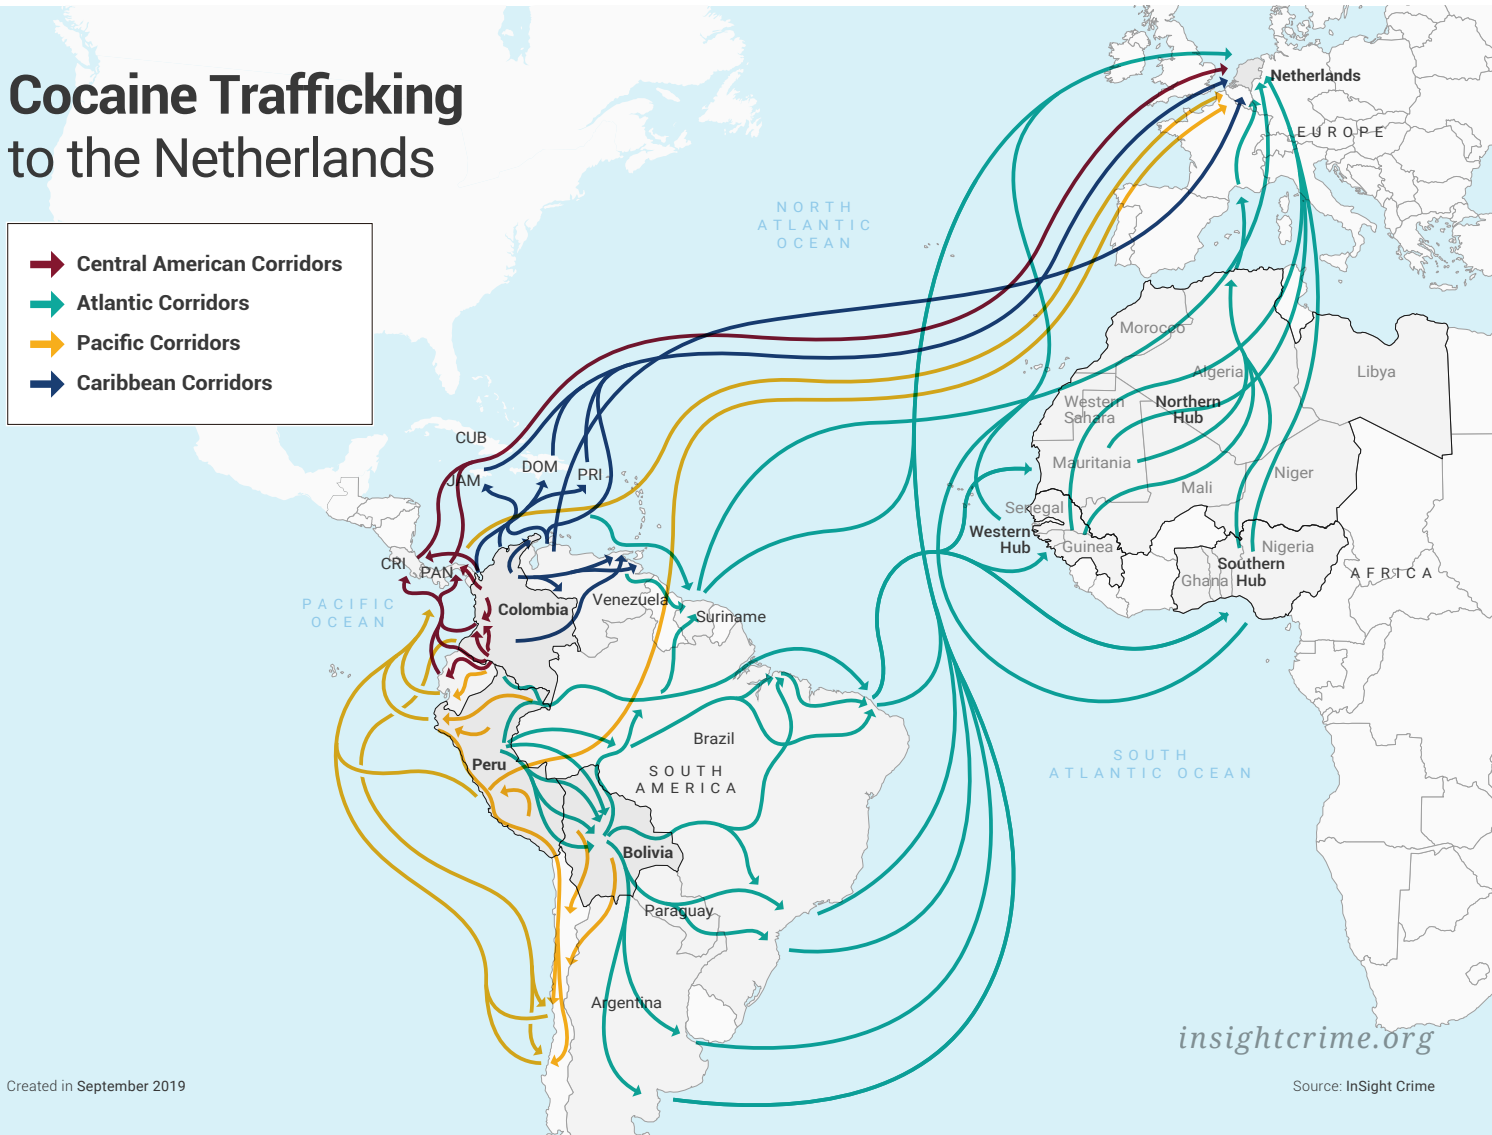 Cocaine Trafficking
to the Netherlands
Central American Corridors
Atlantic Corridors
Pacific Corridors
Caribbean Corridors
NORTH
ATLANTIC
OCEAN
Netherlands
EUROPE
Morocco
Algeria
Libya
Western
Sahara
Northern
Hub
Mauritania
Mali
Niger
Senegal
Western
Hub
Guinea
Nigeria
Southern
Hub
Ghana
AFRICA
CUB
JAM
DOM
PRI
CRI
PAN
PACIFIC
OCEAN
Colombia
Venezuela
Suriname
Brazil
SOUTH
AMERICA
Peru
Bolivia
Paraguay
Argentina
SOUTH
ATLANTIC OCEAN
insightcrime.org
Created in September 2019
Source: InSight Crime